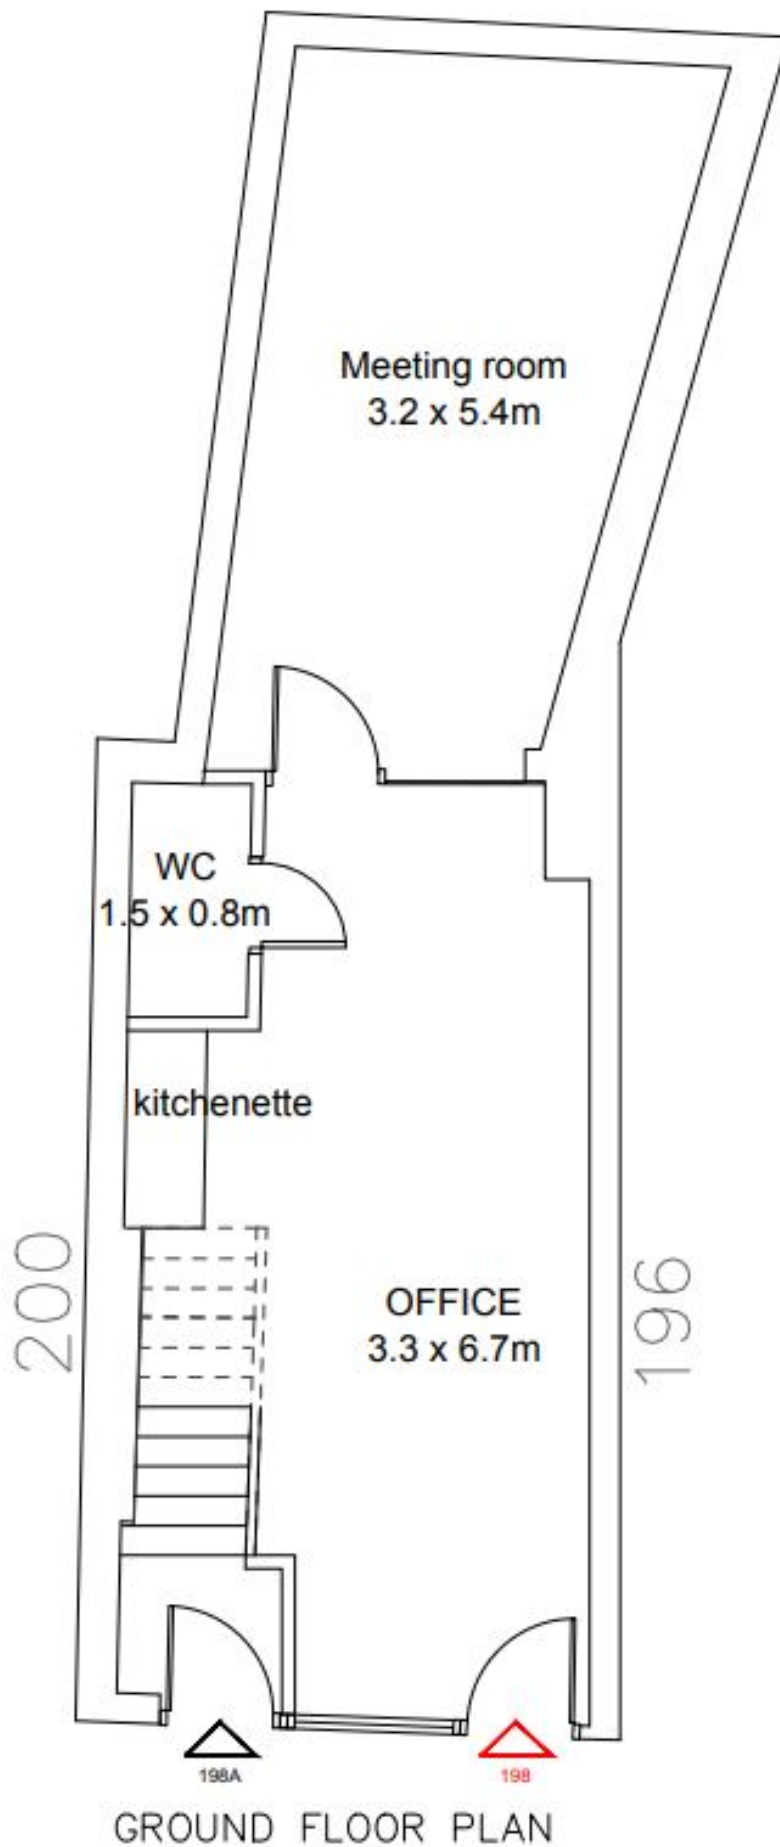 Meeting room
3.2 x 5.4m
WC
1.5 x 0.8m
kitchenette
200
OFFICE
3.3 x 6.7m
196
198A
198
GROUND FLOOR PLAN